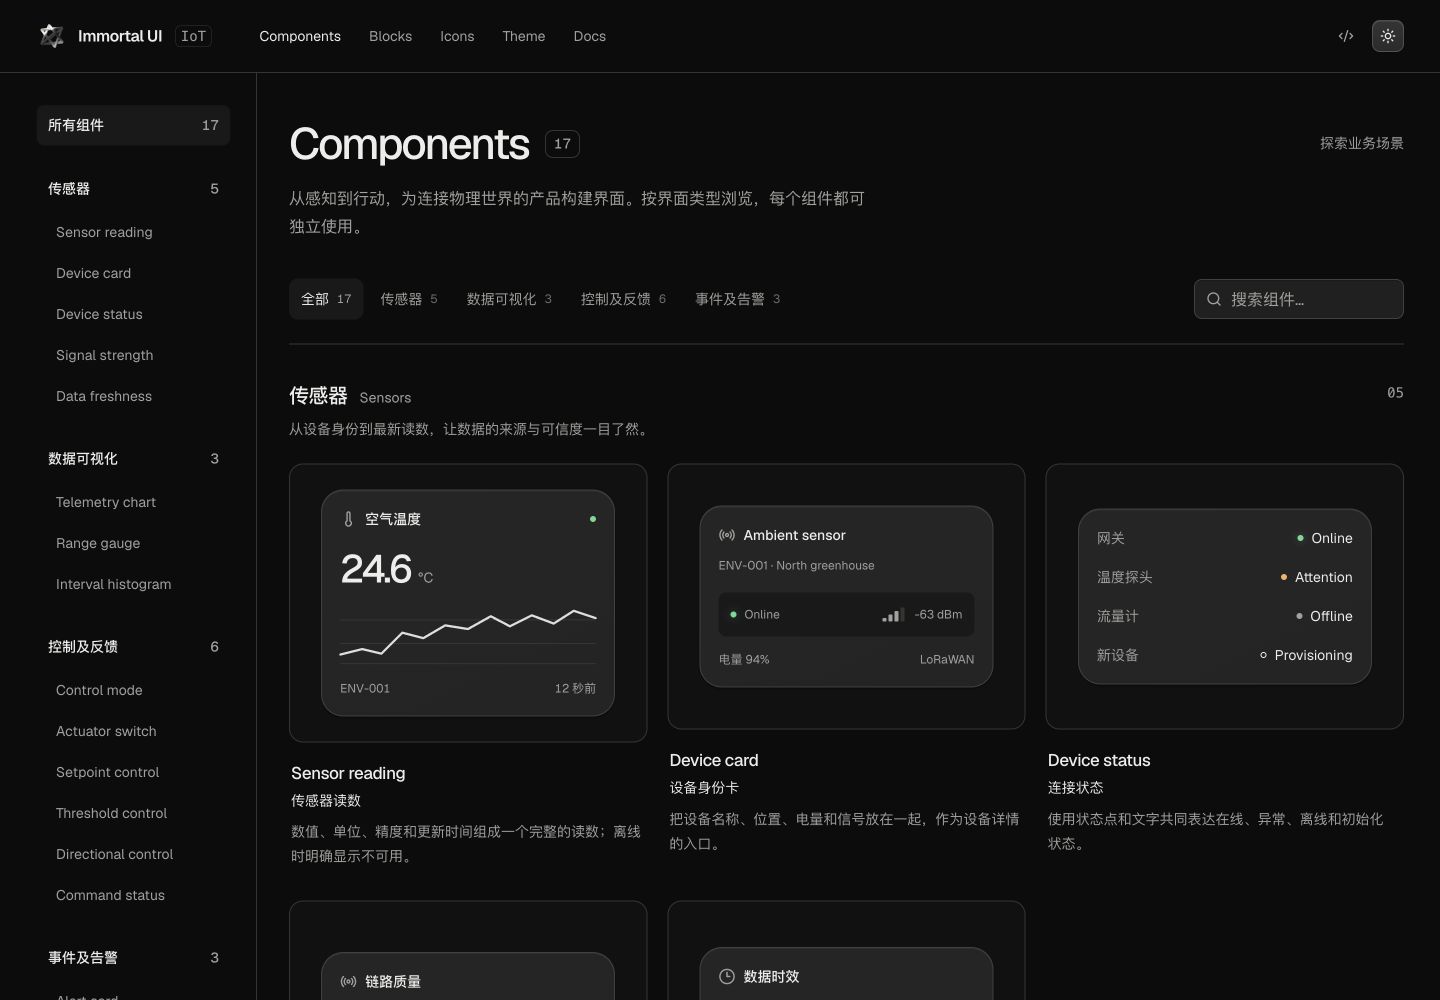 Immortal UI IoT Components Blocks Icons Theme Docs
所有组件 17
传感器 5
Sensor reading
Device card
Device status
Signal strength
Data freshness
数据可视化 3
Telemetry chart
Range gauge
Interval histogram
控制及反馈 6
Control mode
Actuator switch
Setpoint control
Threshold control
Directional control
Command status
事件及告警 3
Components 17
探索业务场景
从感知到行动，为连接物理世界的产品构建界面。按界面类型浏览，每个组件都可
独立使用。
全部 17 传感器 5 数据可视化 3 控制及反馈 6 事件及告警 3
搜索组件...
传感器 Sensors 05
从设备身份到最新读数，让数据的来源与可信度一目了然。
空气温度
24.6 °C
ENV-001 12 秒前
Sensor reading
传感器读数
数值、单位、精度和更新时间组成一个完整的读数；离线
时明确显示不可用。
Ambient sensor
ENV-001 · North greenhouse
Online -63 dBm
电量 94% LoRaWAN
Device card
设备身份卡
把设备名称、位置、电量和信号放在一起，作为设备详情
的入口。
网关 Online
温度探头 Attention
流量计 Offline
新设备 Provisioning
Device status
连接状态
使用状态点和文字共同表达在线、异常、离线和初始化
状态。
链路质量
数据时效